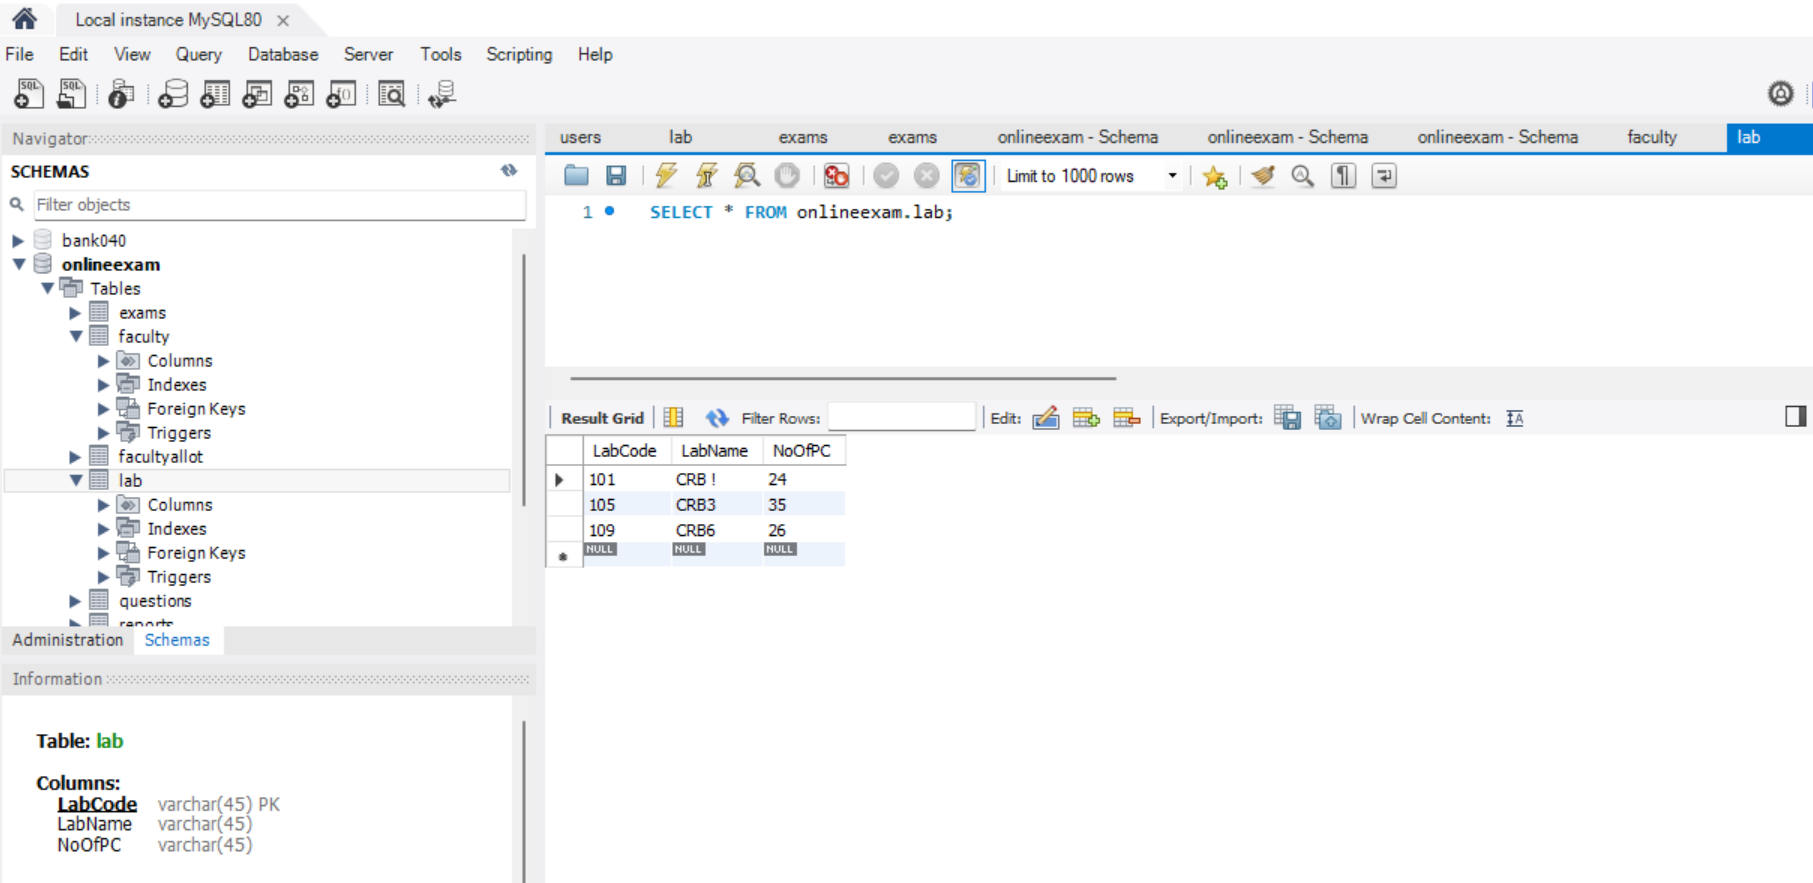 Local instance MySQL80
File Edit View Query Database Server Tools Scripting Help
SQL SQL
Navigator
SCHEMAS
Filter objects
bank040
onlineexam
Tables
exams
faculty
Columns
Indexes
Foreign Keys
Triggers
facultyallot
lab
Columns
Indexes
Foreign Keys
Triggers
questions
reports
Administration Schemas
Information
Table: lab
Columns:
LabCode varchar(45) PK
LabName varchar(45)
NoOfPC varchar(45)
users lab exams exams onlineexam - Schema onlineexam - Schema onlineexam - Schema faculty lab
Limit to 1000 rows
1 SELECT * FROM onlineexam.lab;
Result Grid Filter Rows: Edit: Export/Import: Wrap Cell Content:
LabCode LabName NoOfPC
101 CRB ! 24
105 CRB3 35
109 CRB6 26
NULL NULL NULL